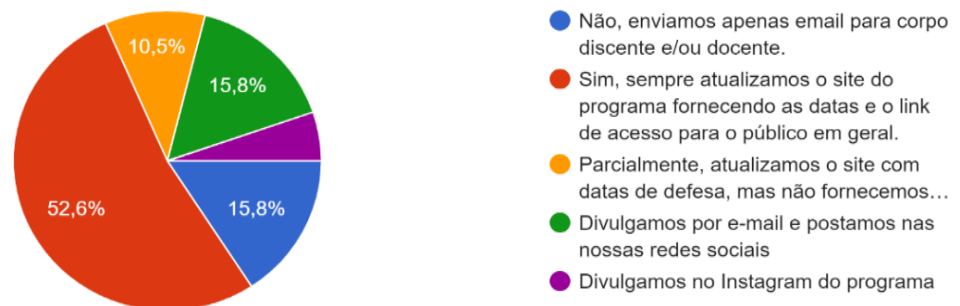 10,5%
15,8%
52,6%
15,8%
Não, enviamos apenas email para corpo
discente e/ou docente.
Sim, sempre atualizamos o site do
programa fornecendo as datas e o link
de acesso para o público em geral.
Parcialmente, atualizamos o site com
datas de defesa, mas não fornecemos…
Divulgamos por e-mail e postamos nas
nossas redes sociais
Divulgamos no Instagram do programa